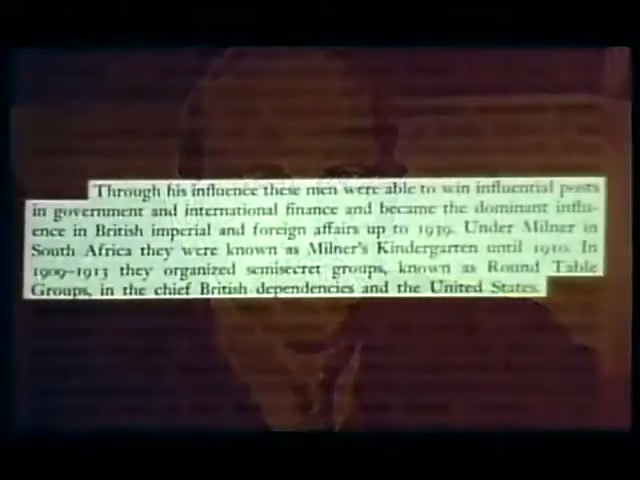 Through his influence these men were able to win influential posts
in government and international finance and became the dominant influ-
ence in British imperial and foreign affairs up to 1939. Under Milner in
South Africa they were known as Milner's Kindergarten until 1910. In
1909-1913 they organized semisecret groups, known as Round Table
Groups, in the chief British dependencies and the United States.